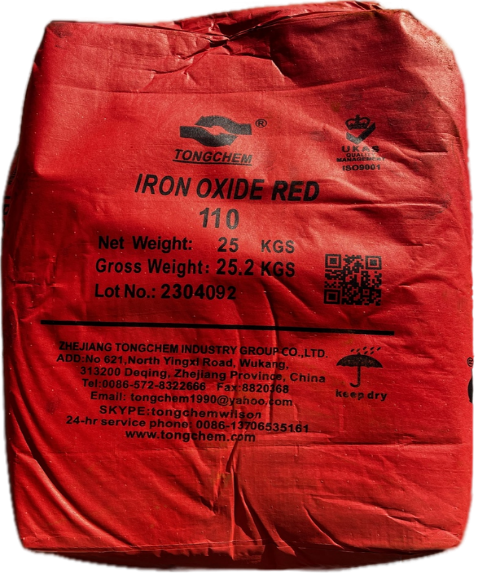 TONGCHEM ®
UKAS
QUALITY
MANAGEMENT
ISO9001
IRON OXIDE RED
110
Net Weight: 25 KGS
Gross Weight: 25.2 KGS
Lot No.: 2304092
ZHEJIANG TONGCHEM INDUSTRY GROUP CO.,LTD.
ADD:No 621,North Yingxi Road, Wukang,
313200 Deqing, Zhejiang Province, China
Tel:0086-572-8322666 Fax:8820368
Email: tongchem1990@yahoo.com
SKYPE:tongchemwilson
24-hr service phone: 0086-13706535161
www.tongchem.com
Keep dry